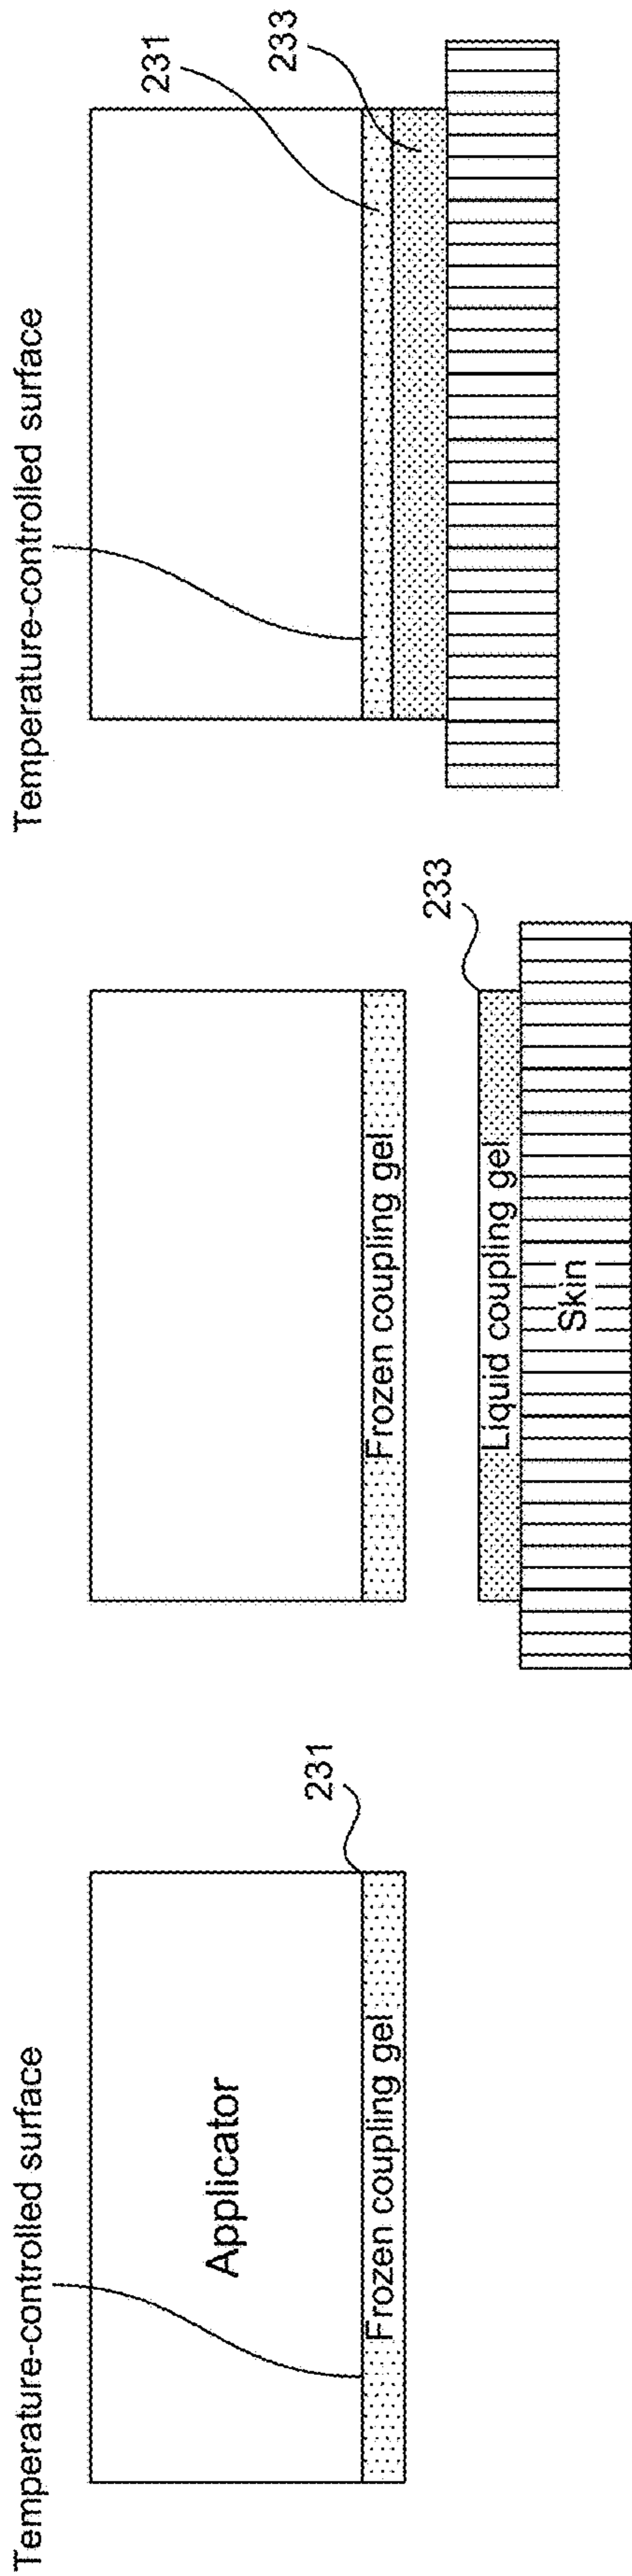 Temperature-controlled surface
Applicator
Frozen coupling gel
231
Frozen coupling gel
233
Liquid coupling gel
Skin
Temperature-controlled surface
231
233